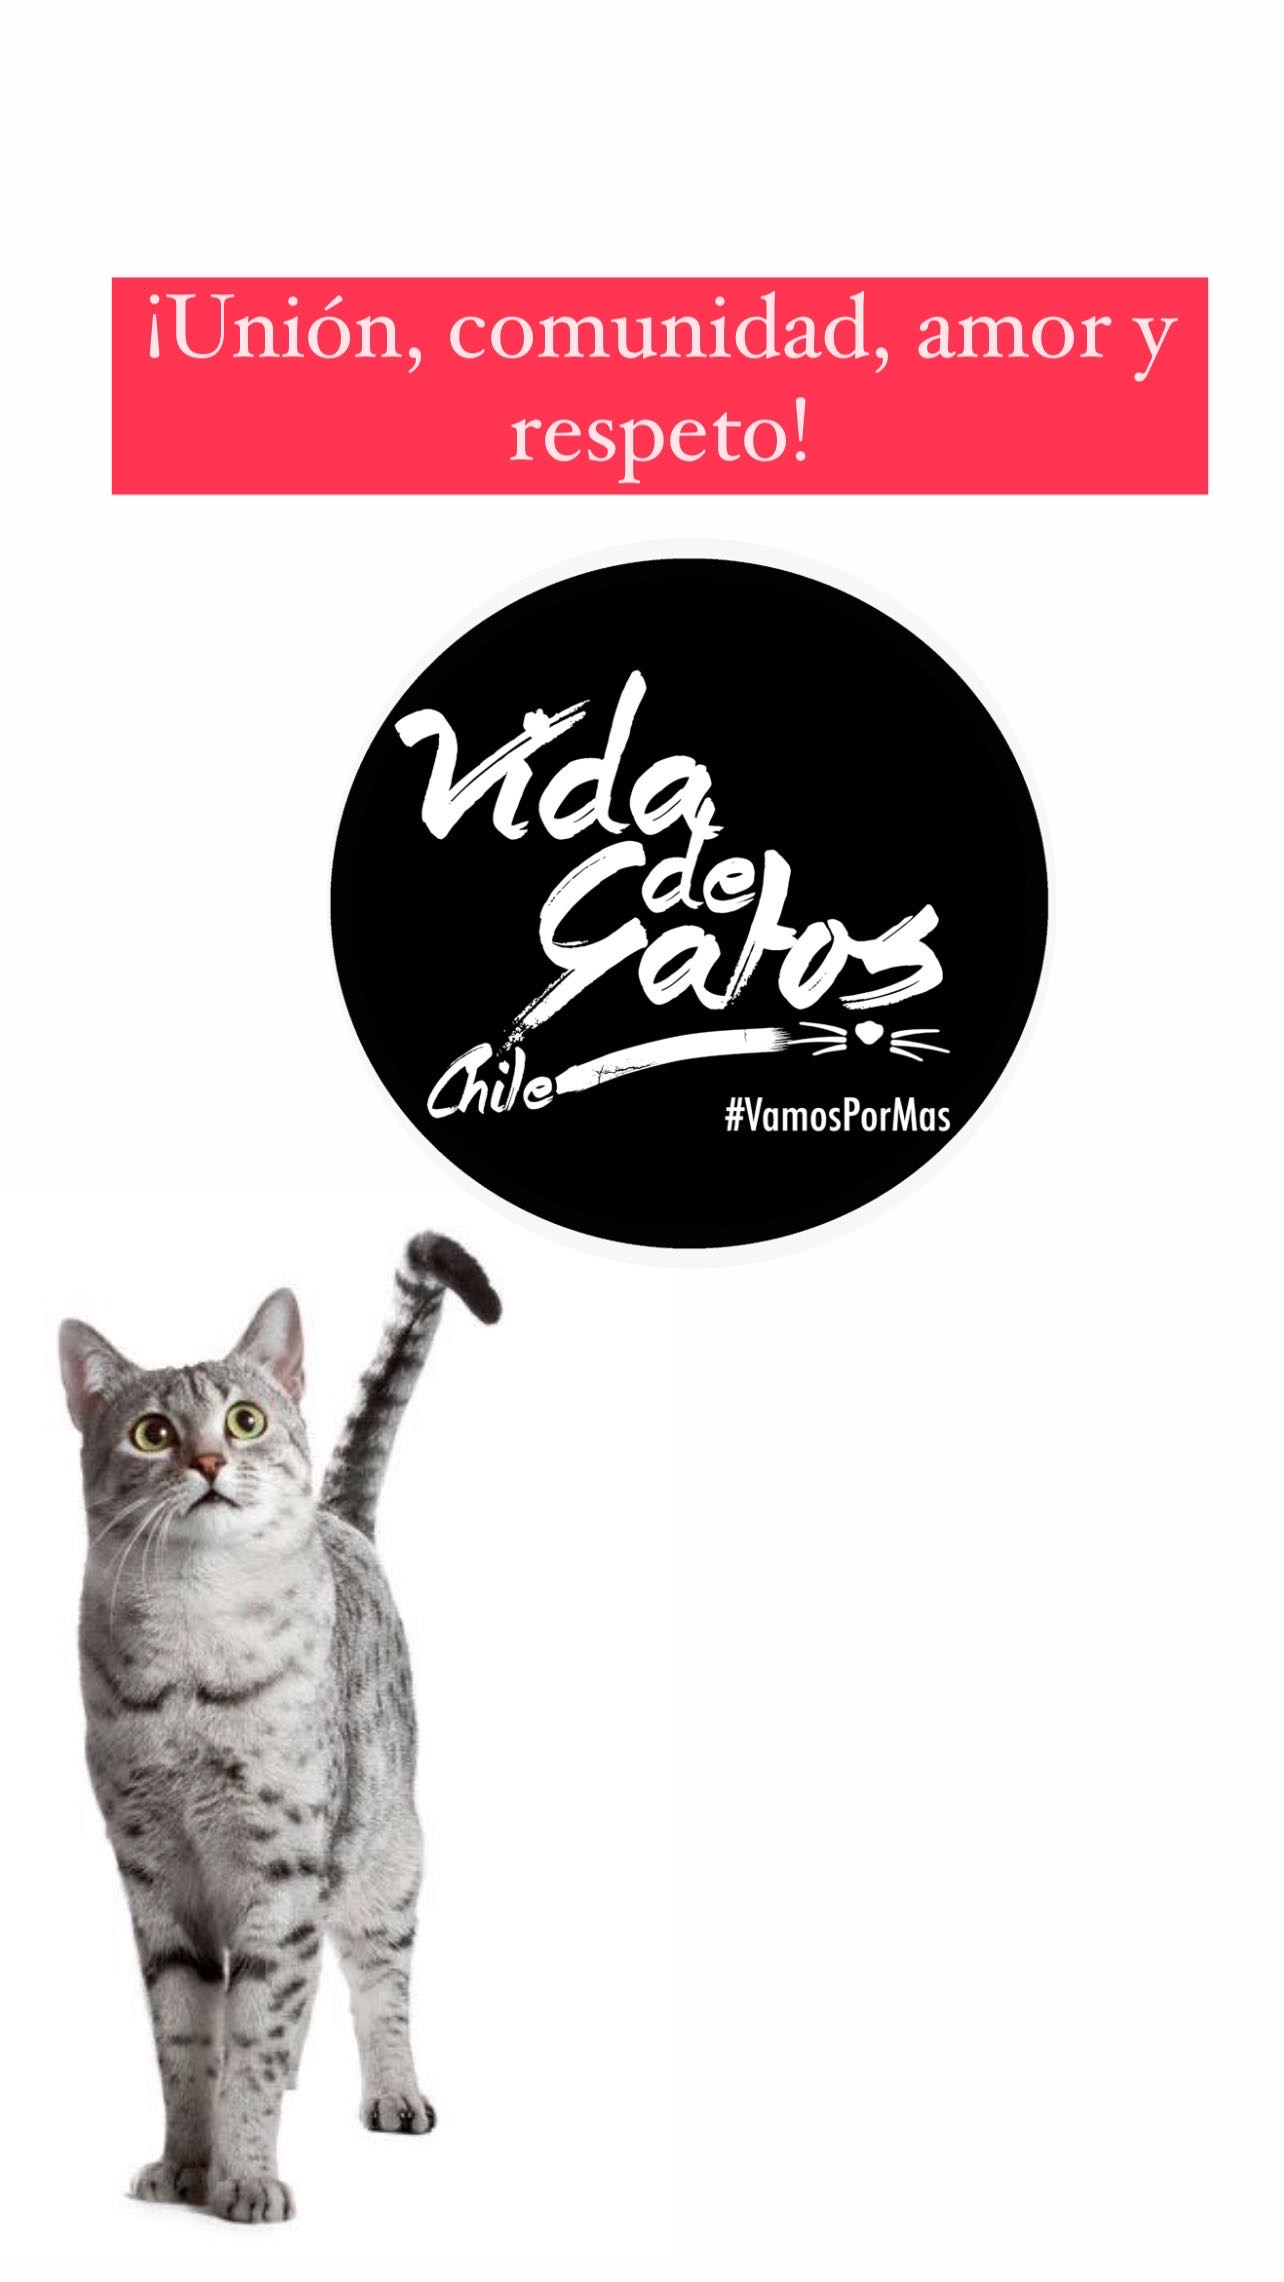 ¡Unión, comunidad, amor y
respeto!
Vida
de
Gatos
Chile
#VamosPorMas